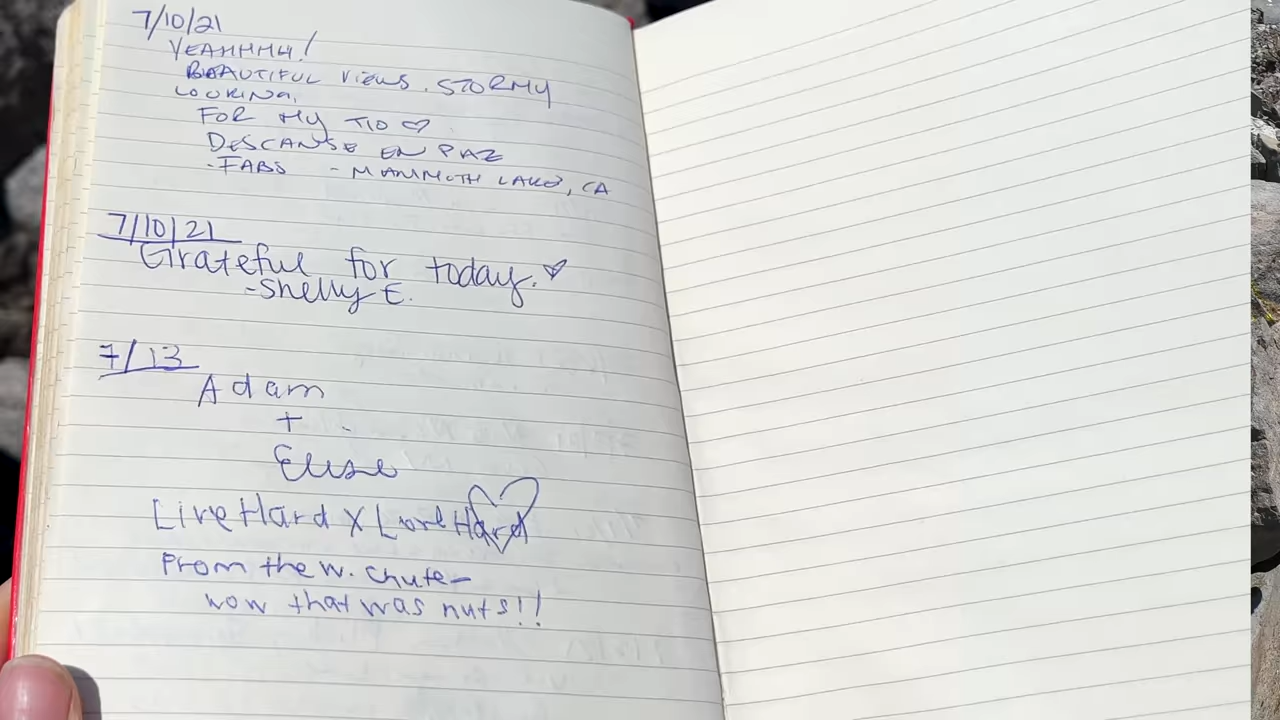 7/10/21
YEAHHHH!
BEAUTIFUL VIEWS. STORMY
LOOKING.
FOR MY TIO ♡
DESCANSE EN PAZ
-FABS - MAMMOTH LAKES, CA
7/10/21
Grateful for today. ♡
-Shelly E.
7/13
Adam
+
Elise
Live Hard X Love Hard
From the W. Chute-
wow that was nuts!!